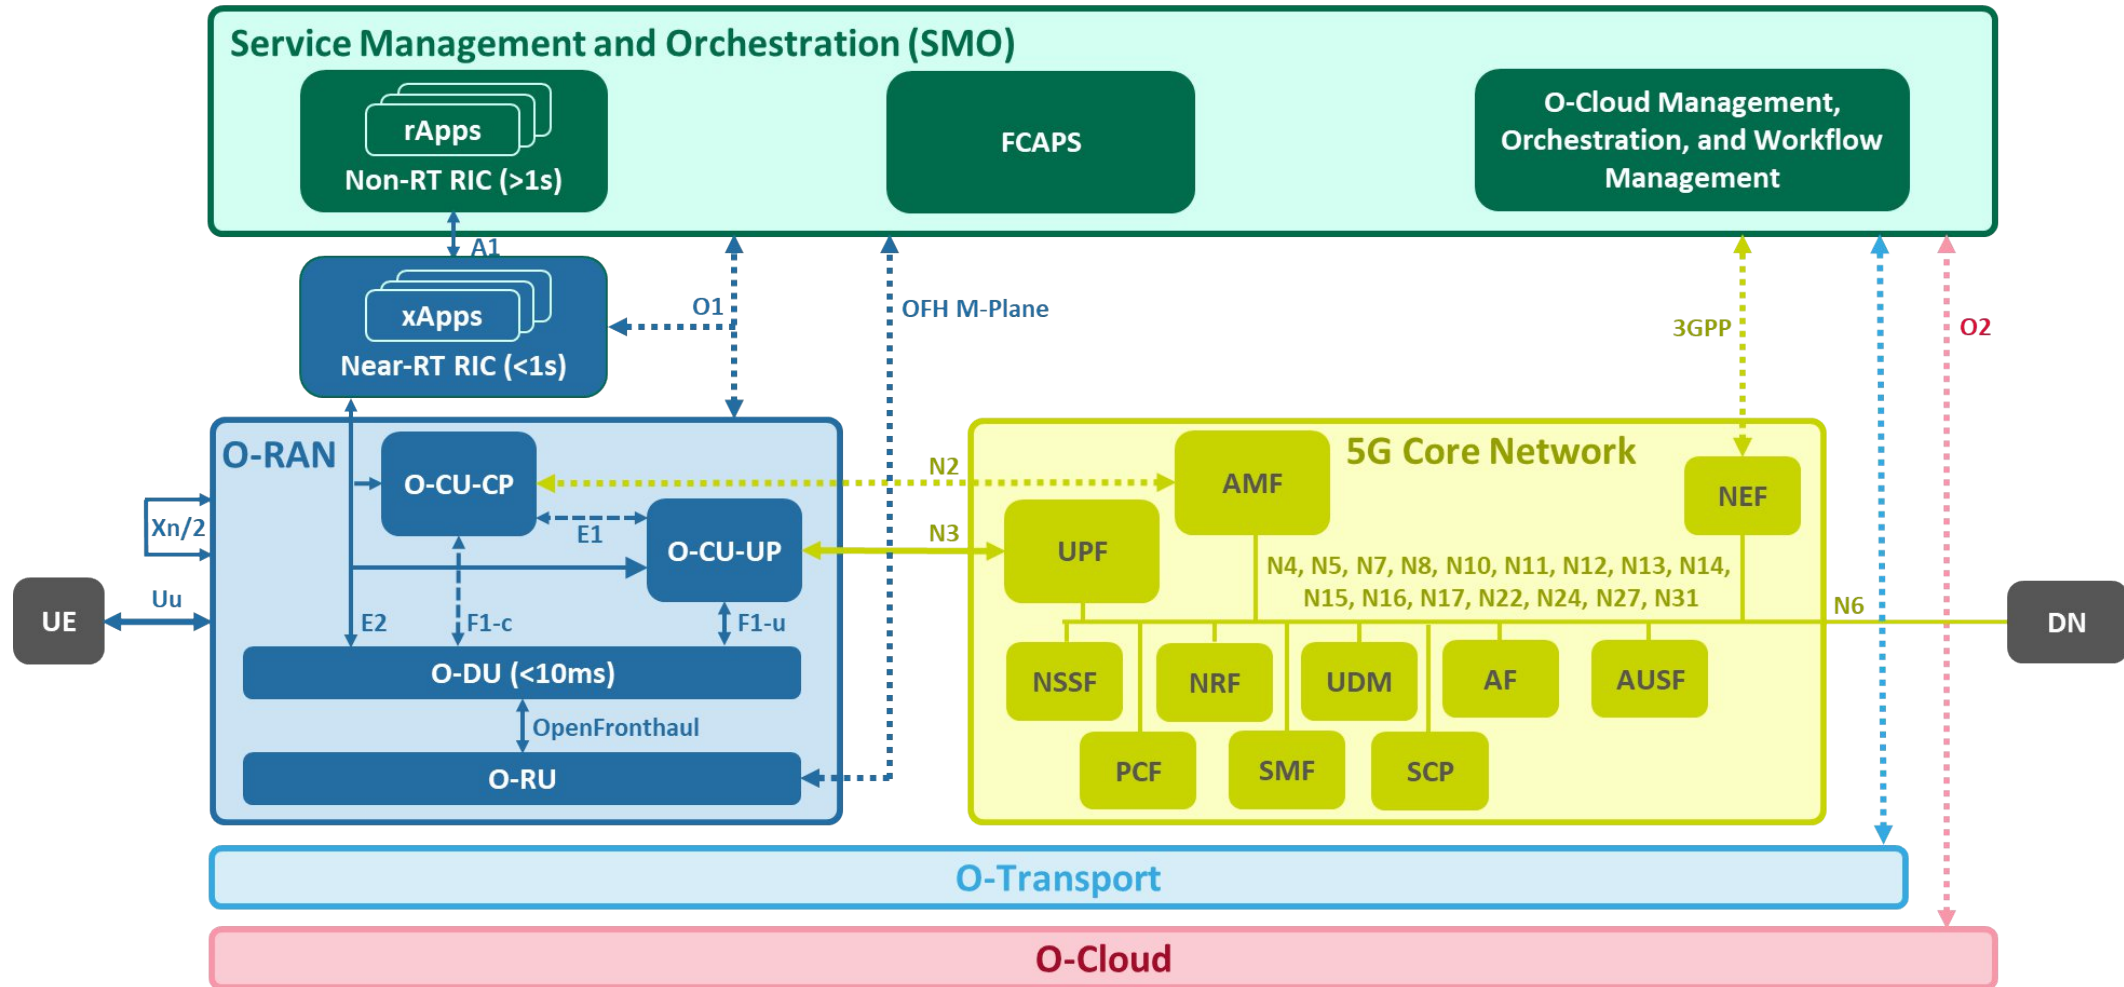 Service Management and Orchestration (SMO)
rApps
Non-RT RIC (>1s)
FCAPS
O-Cloud Management,
Orchestration, and Workflow
Management
A1
xApps
Near-RT RIC (<1s)
O1
OFH M-Plane
3GPP
O2
O-RAN
O-CU-CP
E1
O-CU-UP
Xn/2
Uu
UE
E2
F1-c
F1-u
O-DU (<10ms)
OpenFronthaul
O-RU
N2
N3
5G Core Network
AMF
NEF
UPF
N4, N5, N7, N8, N10, N11, N12, N13, N14,
N15, N16, N17, N22, N24, N27, N31
N6
DN
NSSF
NRF
UDM
AF
AUSF
PCF
SMF
SCP
O-Transport
O-Cloud